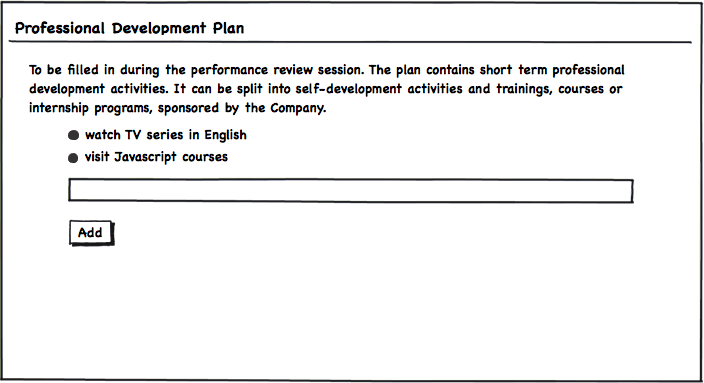 Professional Development Plan
To be filled in during the performance review session. The plan contains short term professional
development activities. It can be split into self-development activities and trainings, courses or
internship programs, sponsored by the Company.
watch TV series in English
visit Javascript courses
Add